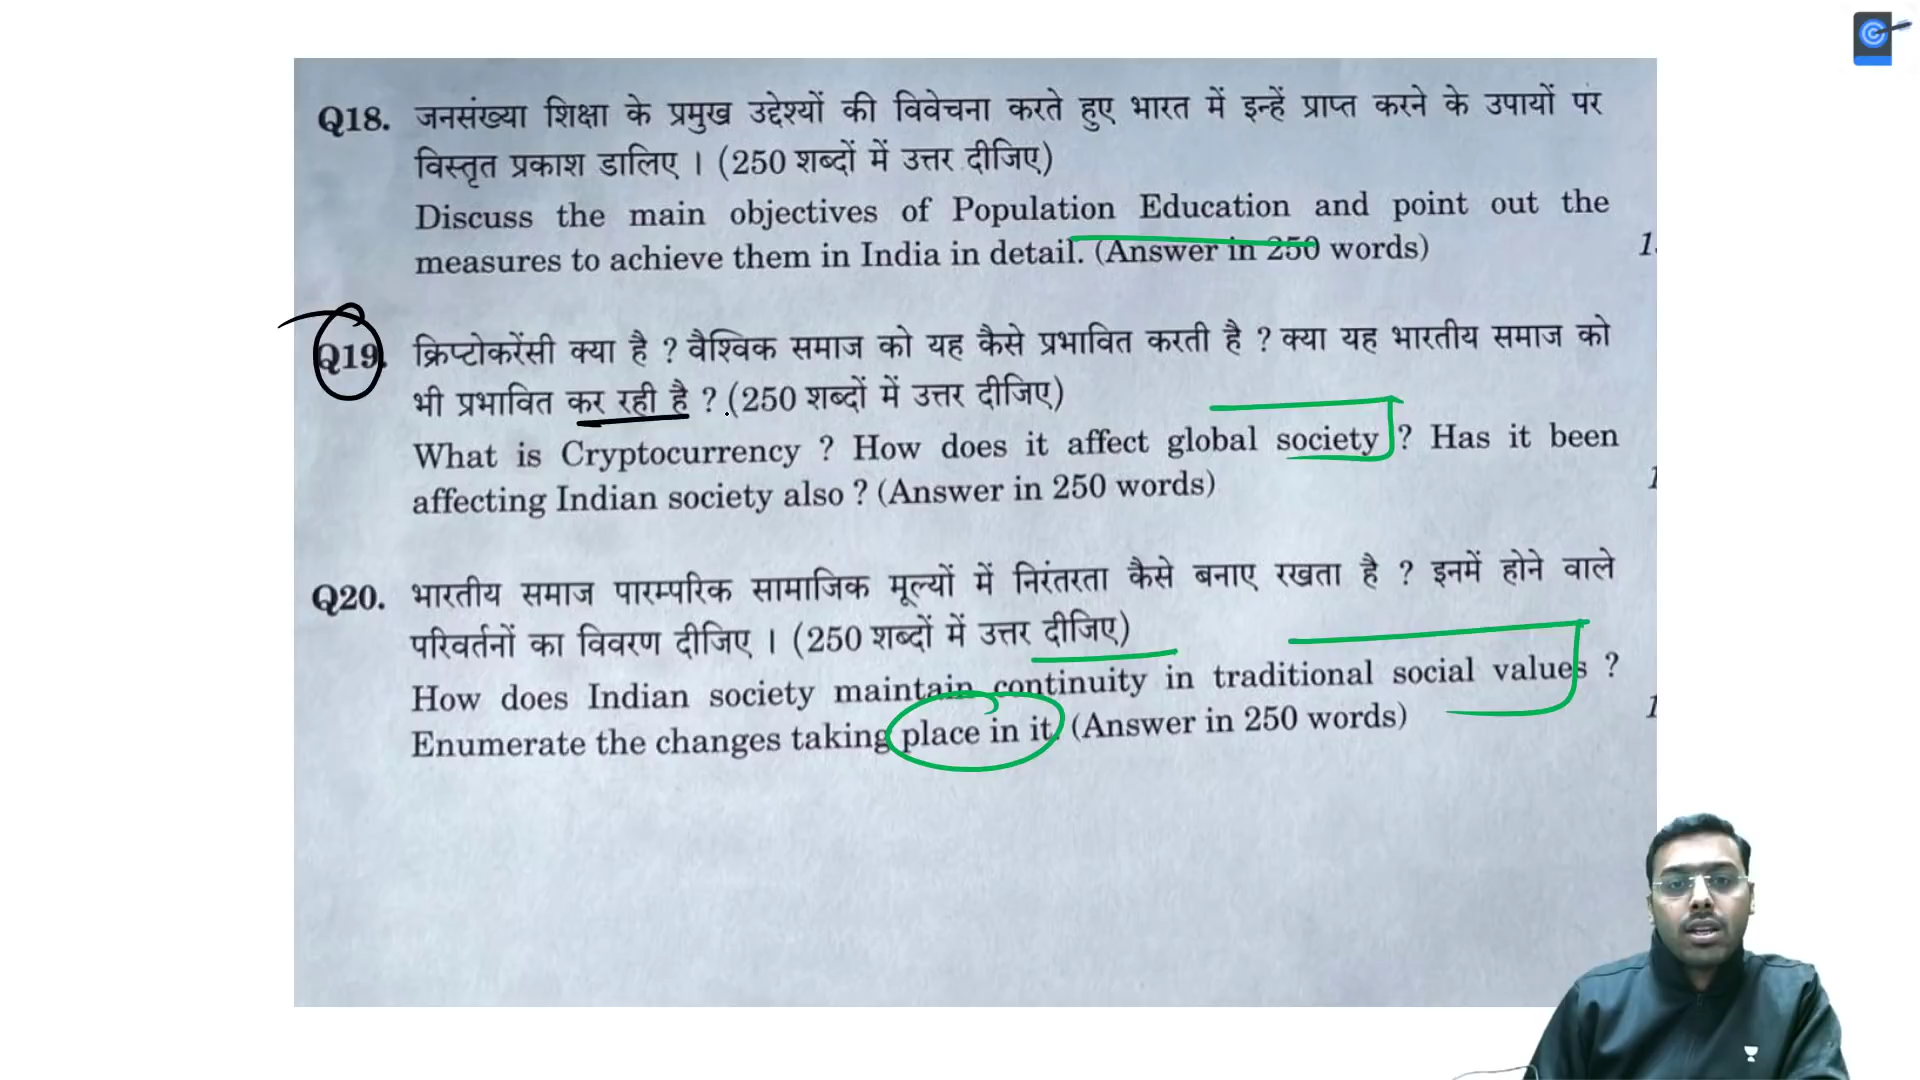 Q18. जनसंख्या शिक्षा के प्रमुख उद्देश्यों की विवेचना करते हुए भारत में इन्हें प्राप्त करने के उपायों पर
विस्तृत प्रकाश डालिए । (250 शब्दों में उत्तर दीजिए)
Discuss the main objectives of Population Education and point out the
measures to achieve them in India in detail. (Answer in 250 words)
Q19. क्रिप्टोकरेंसी क्या है ? वैश्विक समाज को यह कैसे प्रभावित करती है ? क्या यह भारतीय समाज को
भी प्रभावित कर रही है ? (250 शब्दों में उत्तर दीजिए)
What is Cryptocurrency ? How does it affect global society ? Has it been
affecting Indian society also ? (Answer in 250 words)
Q20. भारतीय समाज पारम्परिक सामाजिक मूल्यों में निरंतरता कैसे बनाए रखता है ? इनमें होने वाले
परिवर्तनों का विवरण दीजिए । (250 शब्दों में उत्तर दीजिए)
How does Indian society maintain continuity in traditional social values ?
Enumerate the changes taking place in it. (Answer in 250 words)